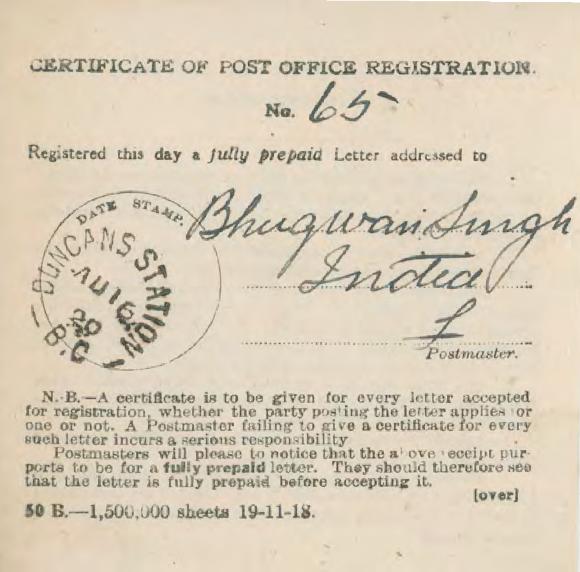 CERTIFICATE OF POST OFFICE REGISTRATION.
No. 65
Registered this day a fully prepaid Letter addressed to
DATE STAMP.
DUNCANS STATION
AU 16
20
B.C
Bhugwan Singh
India
Postmaster.
N.B.—A certificate is to be given for every letter accepted
for registration, whether the party posting the letter applies for
one or not. A Postmaster failing to give a certificate for every
such letter incurs a serious responsibility
Postmasters will please to notice that the above receipt pur-
ports to be for a fully prepaid letter. They should therefore see
that the letter is fully prepaid before accepting it.
[over]
50 B.—1,500,000 sheets 19-11-18.